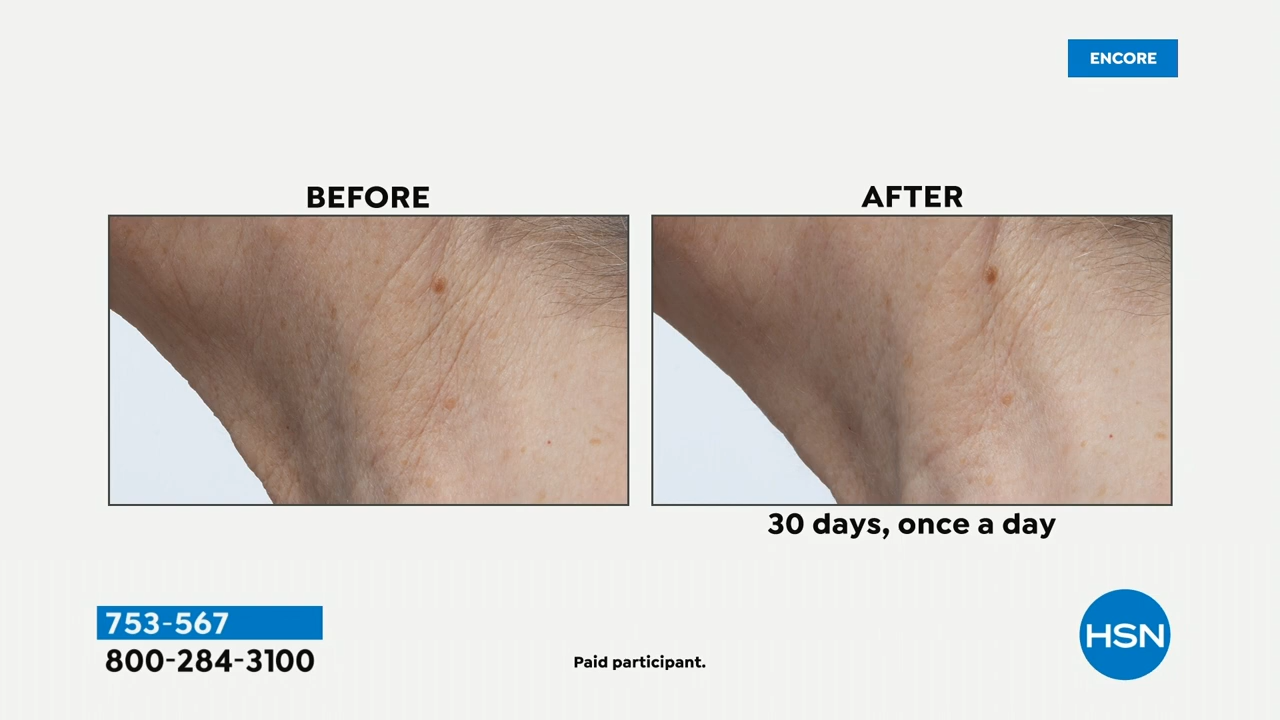 ENCORE
BEFORE
AFTER
30 days, once a day
753-567
800-284-3100
Paid participant.
HSN